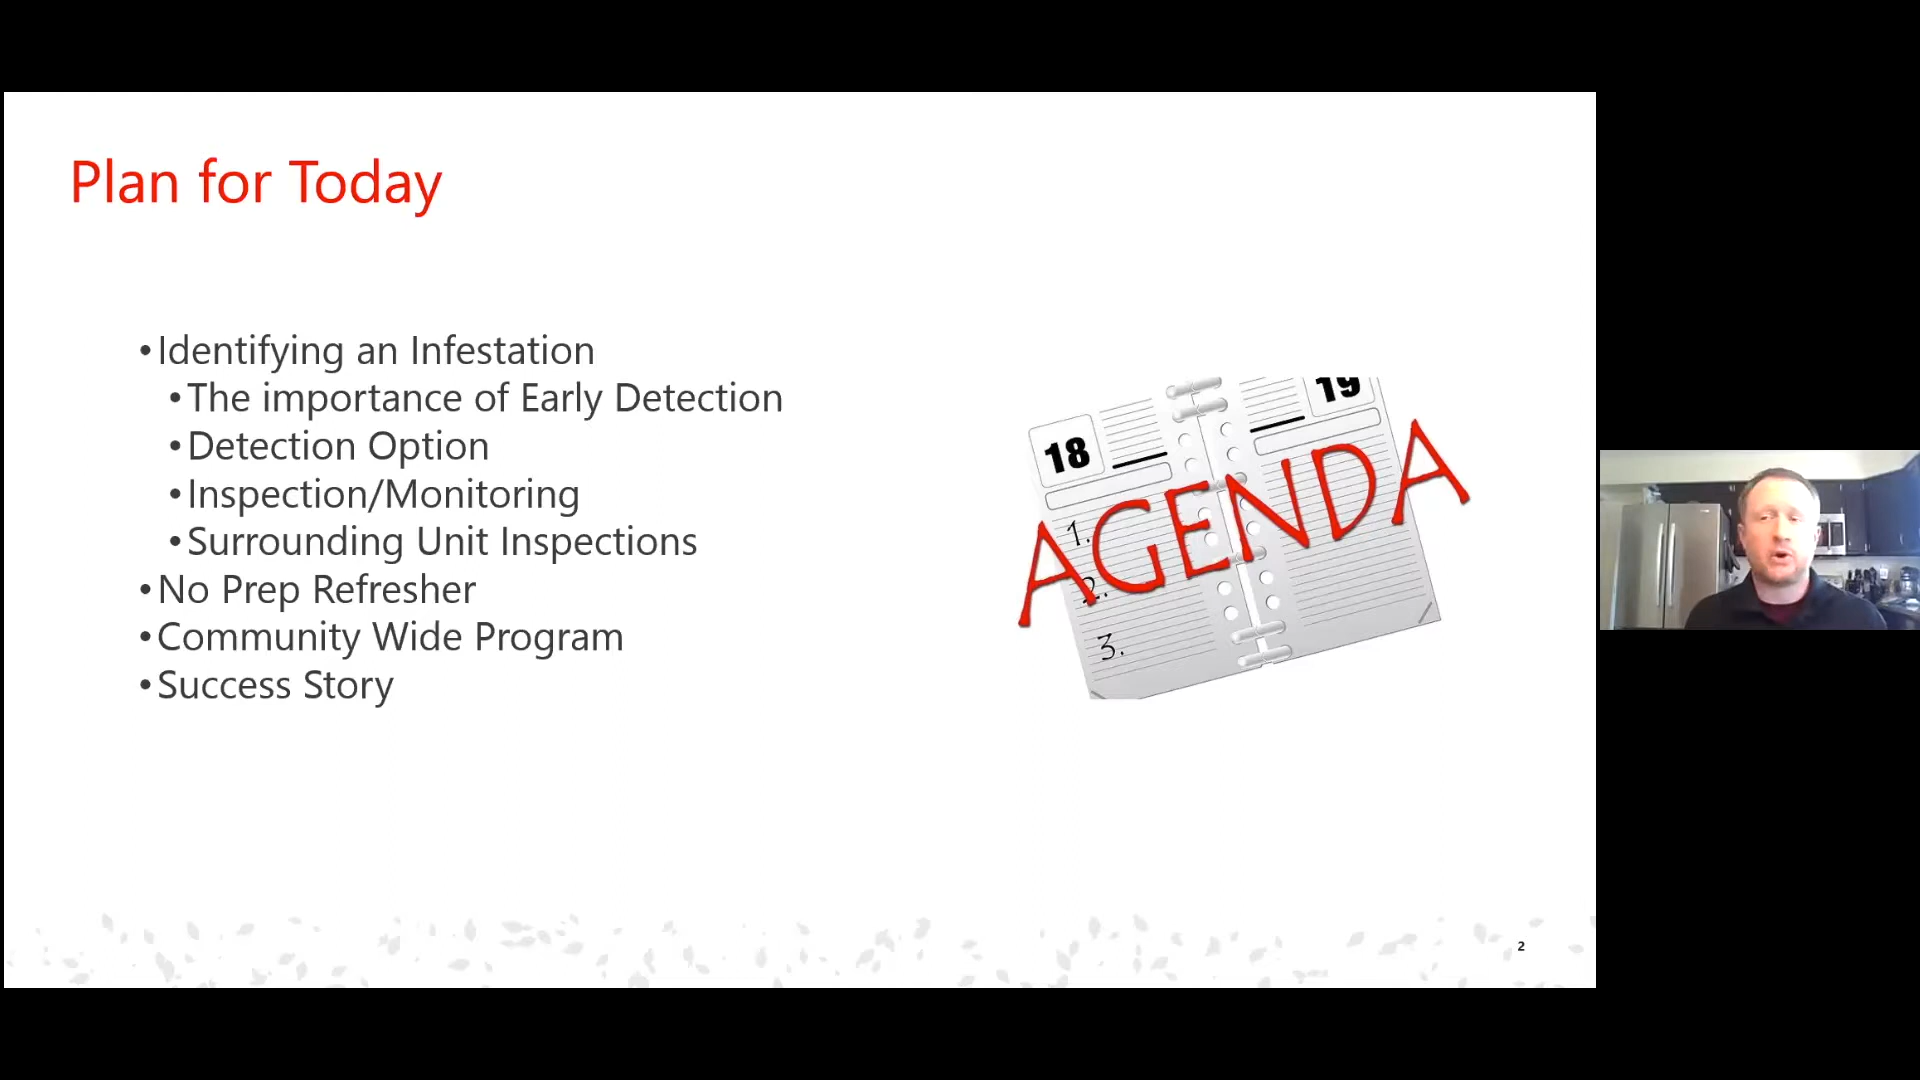 Plan for Today
•Identifying an Infestation
•The importance of Early Detection
•Detection Option
•Inspection/Monitoring
•Surrounding Unit Inspections
•No Prep Refresher
•Community Wide Program
•Success Story
18
19
AGENDA
1.
2.
3.
2